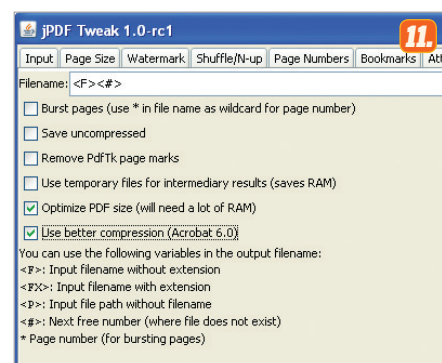 jPDF Tweak 1.0-rc1
11.
Input Page Size Watermark Shuffle/N-up Page Numbers Bookmarks Att
Filename: <F><#>
Burst pages (use * in file name as wildcard for page number)
Save uncompressed
Remove PdfTk page marks
Use temporary files for intermediary results (saves RAM)
Optimize PDF size (will need a lot of RAM)
Use better compression (Acrobat 6.0)
You can use the following variables in the output filename:
<F>: Input filename without extension
<FX>: Input filename with extension
<P>: Input file path without filename
<#>: Next free number (where file does not exist)
* Page number (for bursting pages)